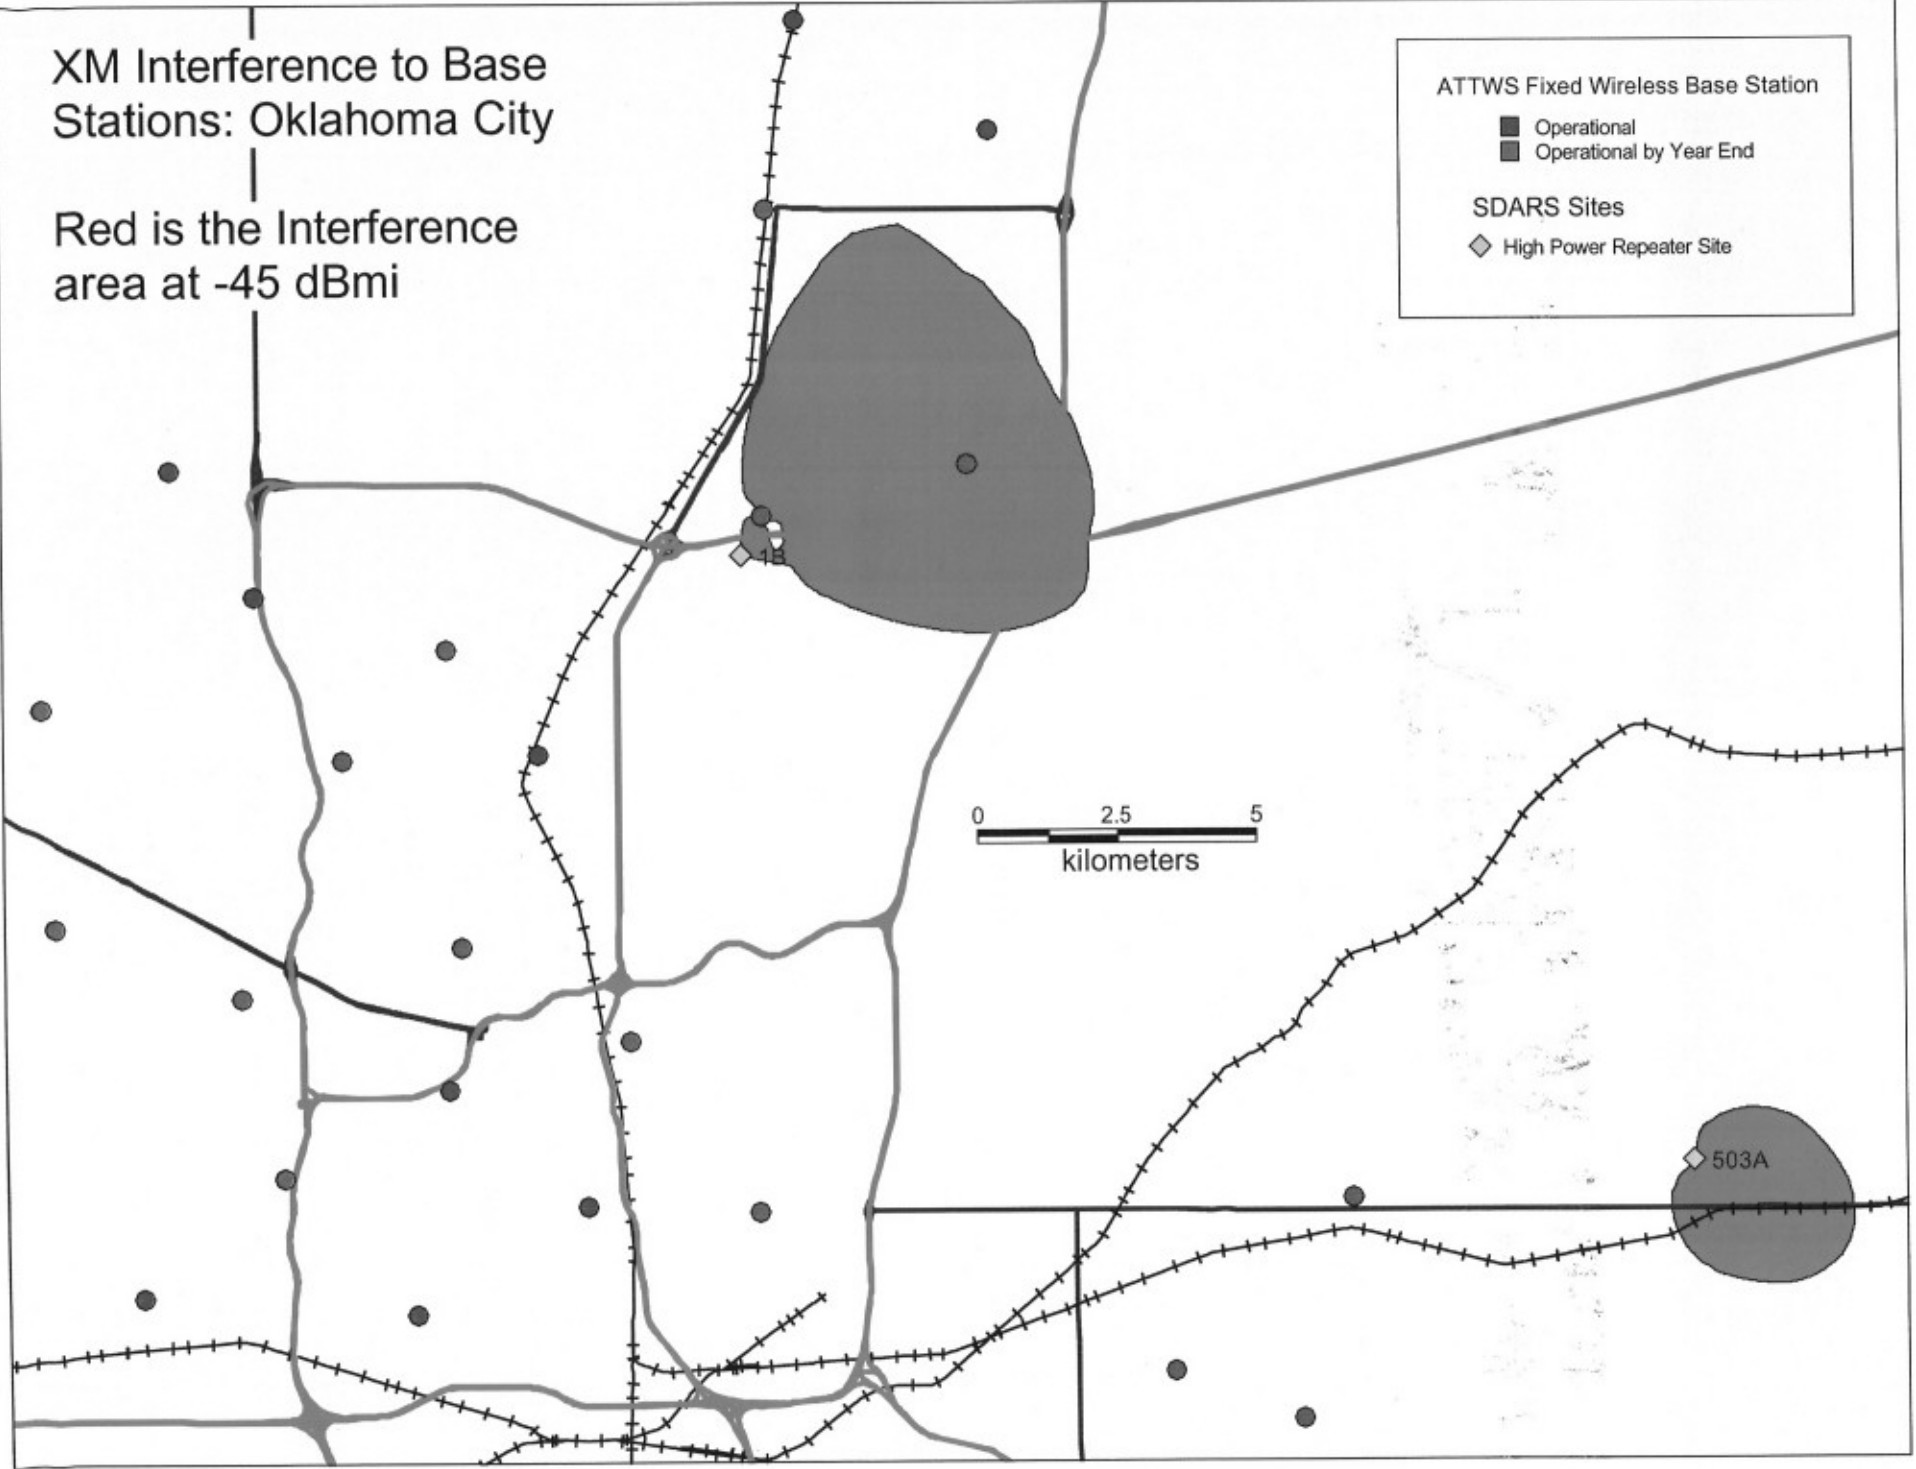 XM Interference to Base
Stations: Oklahoma City
Red is the Interference
area at -45 dBmi
ATTWS Fixed Wireless Base Station
Operational
Operational by Year End
SDARS Sites
High Power Repeater Site
1B
0 2.5 5
kilometers
503A